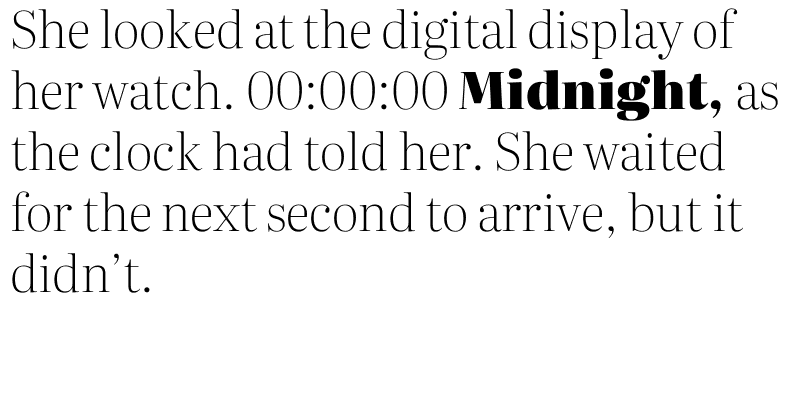 She looked at the digital display of
her watch. 00:00:00 Midnight, as
the clock had told her. She waited
for the next second to arrive, but it
didn’t.